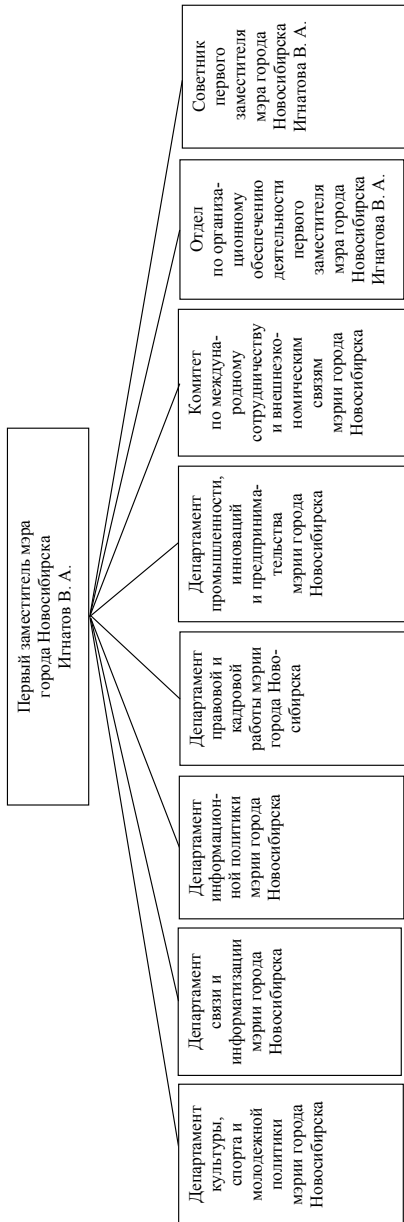 Первый заместитель мэра
города Новосибирска
Игнатов В. А.
Департамент
культуры,
спорта и
молодежной
политики
мэрии города
Новосибирска
Департамент
связи и
информатизации
мэрии города
Новосибирска
Департамент
информацион-
ной политики
мэрии города
Новосибирска
Департамент
правовой и
кадровой
работы мэрии
города Ново-
сибирска
Департамент
промышленности,
инноваций
и предпринима-
тельства
мэрии города
Новосибирска
Комитет
по междуна-
родному
сотрудничеству
и внешнеэко-
номическим
связям
мэрии города
Новосибирска
Отдел
по организа-
ционному
обеспечению
деятельности
первого
заместителя
мэра города
Новосибирска
Игнатова В. А.
Советник
первого
заместителя
мэра города
Новосибирска
Игнатова В. А.